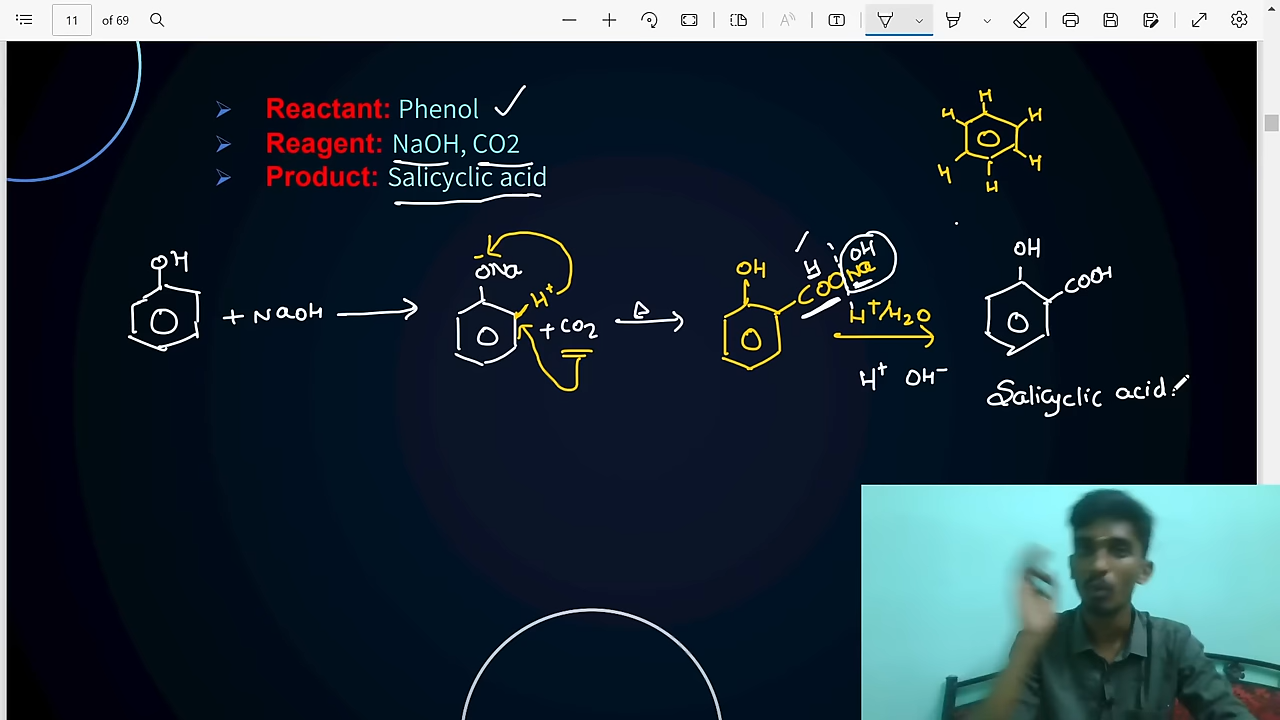 11 of 69
Reactant: Phenol
Reagent: NaOH, CO2
Product: Salicyclic acid
H
H H
H H
H
OH
+ NaOH
- ONa
H+
+ CO2
Δ
OH
H OH
COONa
H+/H2O
H+ OH-
OH
COOH
Salicyclic acid.